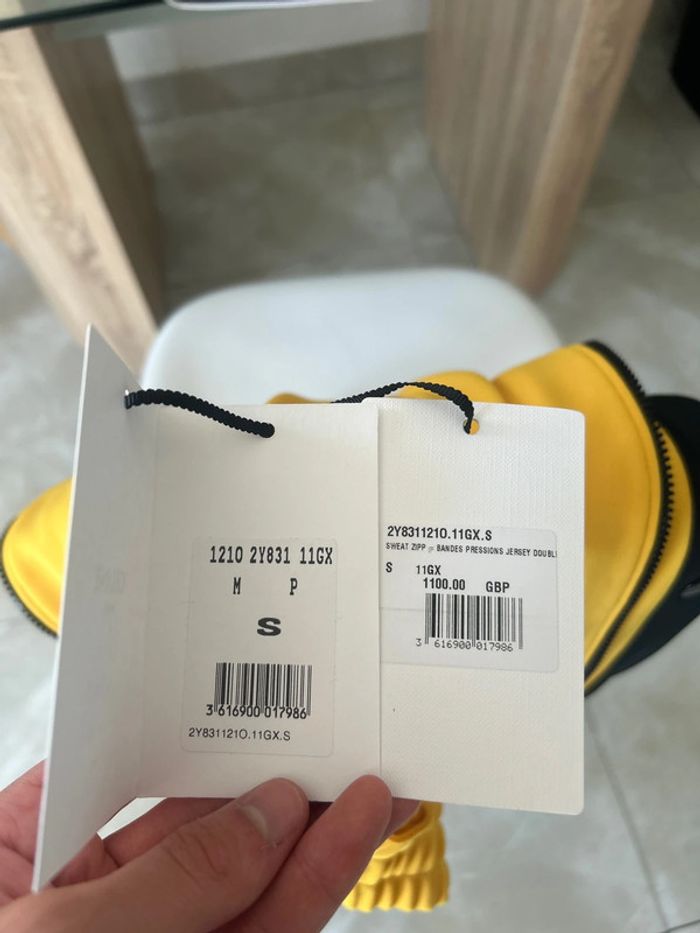 1210 2Y831 11GX
M P
S
3 616900 017986
2Y831121O.11GX.S
2Y831121O.11GX.S
SWEAT ZIPP BANDES PRESSIONS JERSEY DOUBL
S 11GX
1100.00 GBP
3 616900 017986